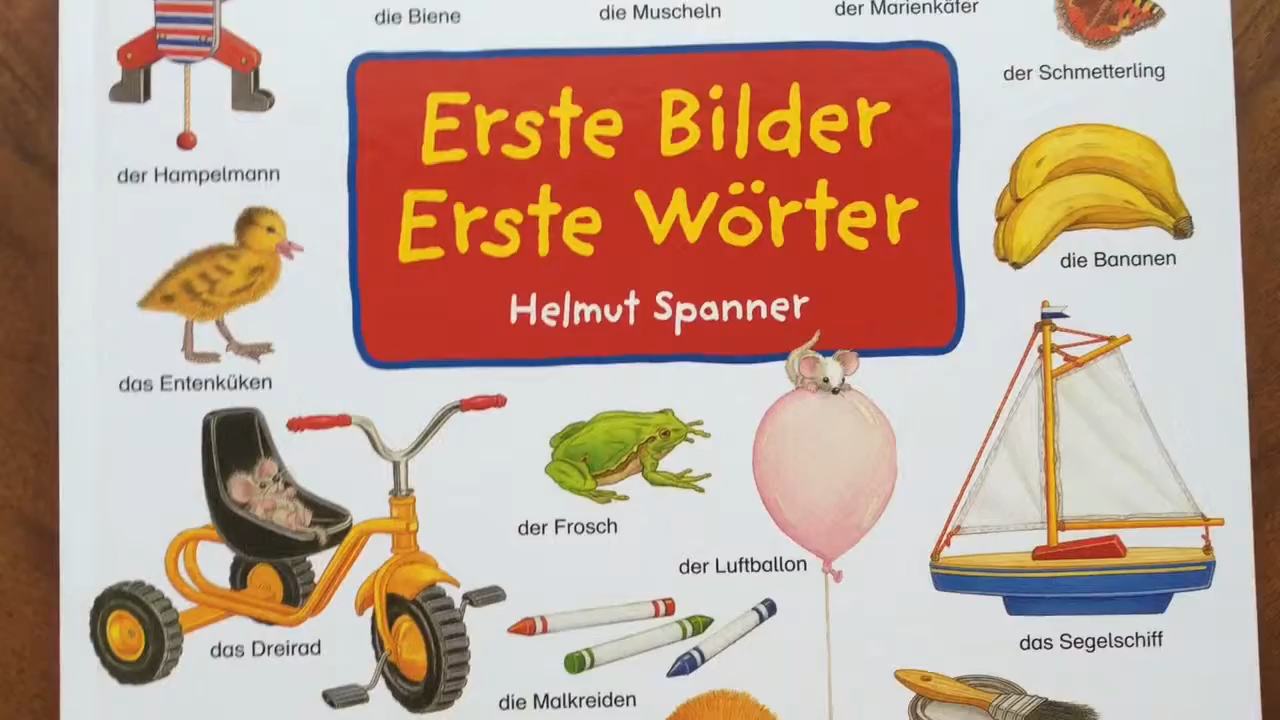 die Biene
die Muscheln
der Marienkäfer
der Schmetterling
Erste Bilder
Erste Wörter
Helmut Spanner
der Hampelmann
die Bananen
das Entenküken
der Frosch
der Luftballon
das Dreirad
das Segelschiff
die Malkreiden